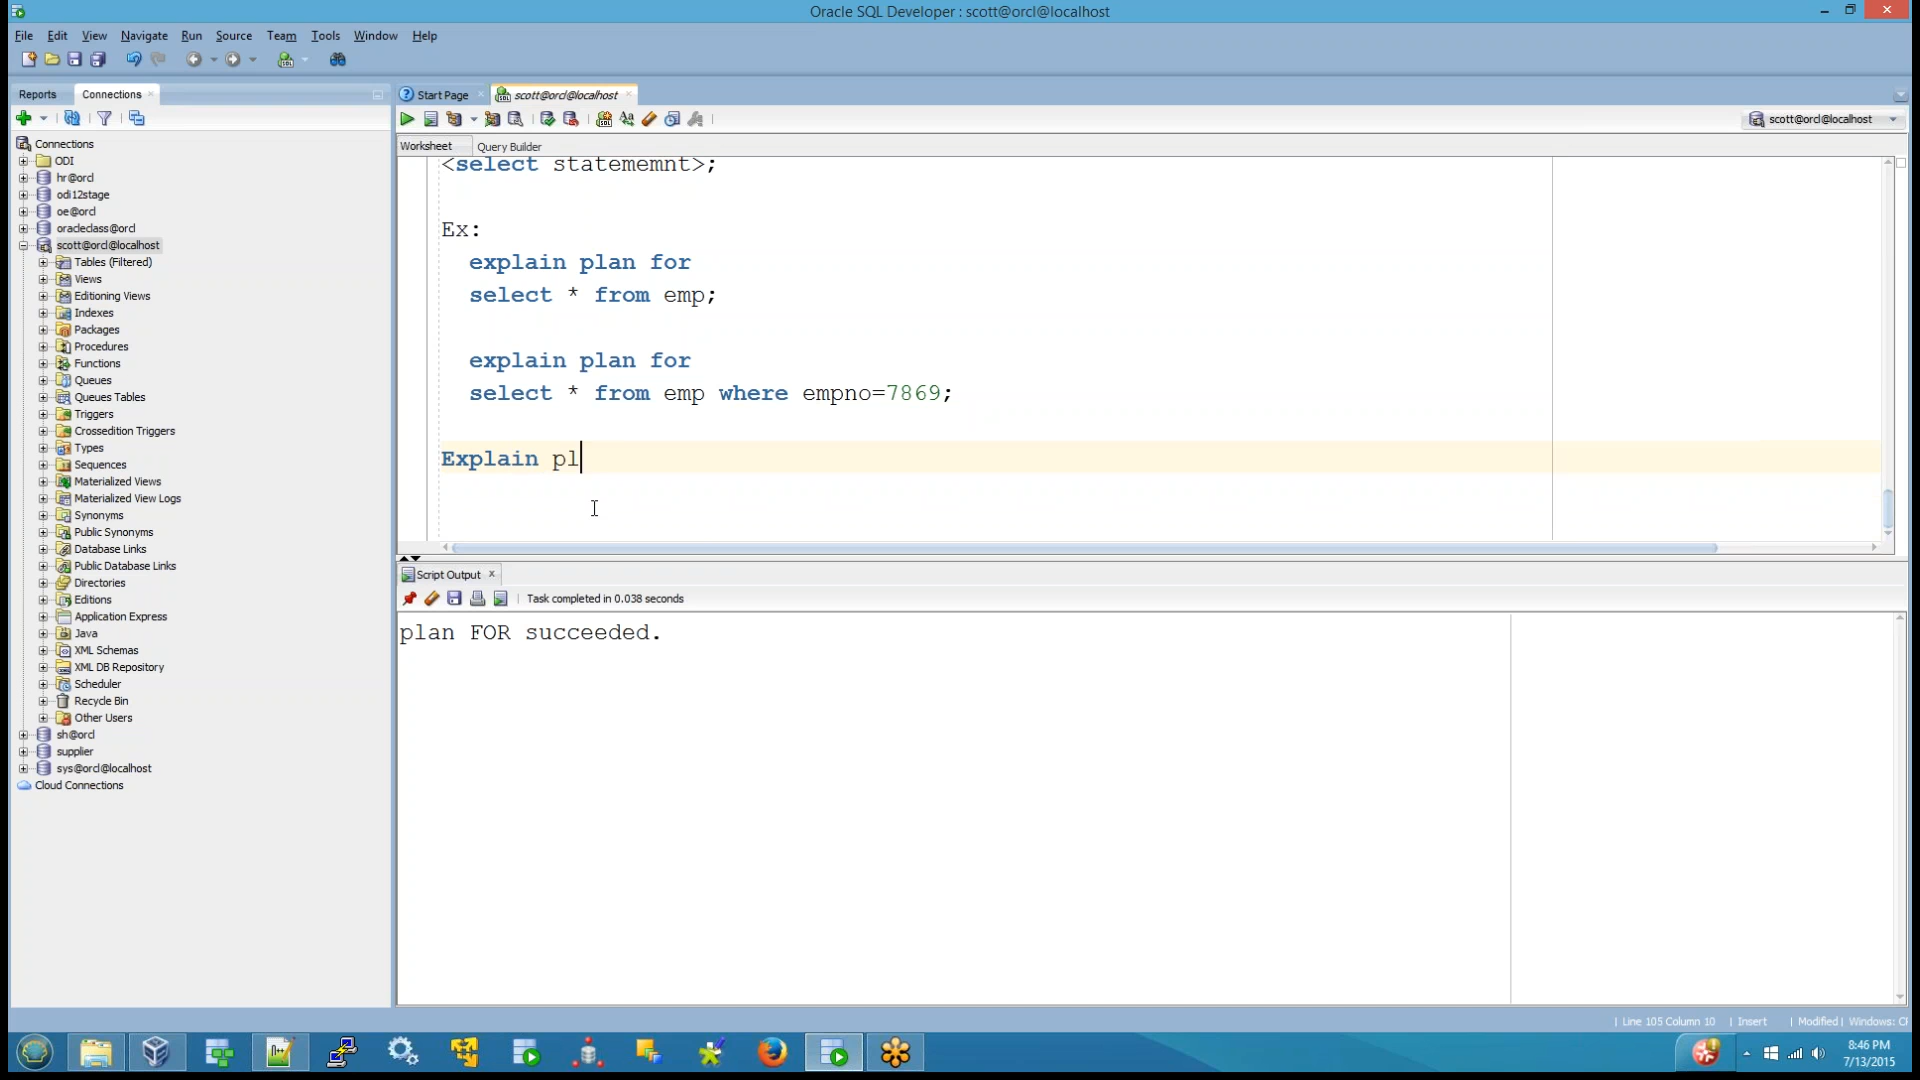 Oracle SQL Developer : scott@orcl@localhost
File Edit View Navigate Run Source Team Tools Window Help
Reports Connections Start Page scott@orcl@localhost
scott@orcl@localhost
Worksheet Query Builder
Connections
ODI
hr@orcl
odi12stage
oe@orcl
oracleclass@orcl
scott@orcl@localhost
Tables (Filtered)
Views
Editioning Views
Indexes
Packages
Procedures
Functions
Queues
Queues Tables
Triggers
Crossedition Triggers
Types
Sequences
Materialized Views
Materialized View Logs
Synonyms
Public Synonyms
Database Links
Public Database Links
Directories
Editions
Application Express
Java
XML Schemas
XML DB Repository
Scheduler
Recycle Bin
Other Users
sh@orcl
supplier
sys@orcl@localhost
Cloud Connections
<select statememnt>;
Ex:
explain plan for
select * from emp;
explain plan for
select * from emp where empno=7869;
Explain pl
Script Output
Task completed in 0.038 seconds
plan FOR succeeded.
Line 105 Column 10 Insert Modified Windows:
8:46 PM
7/13/2015